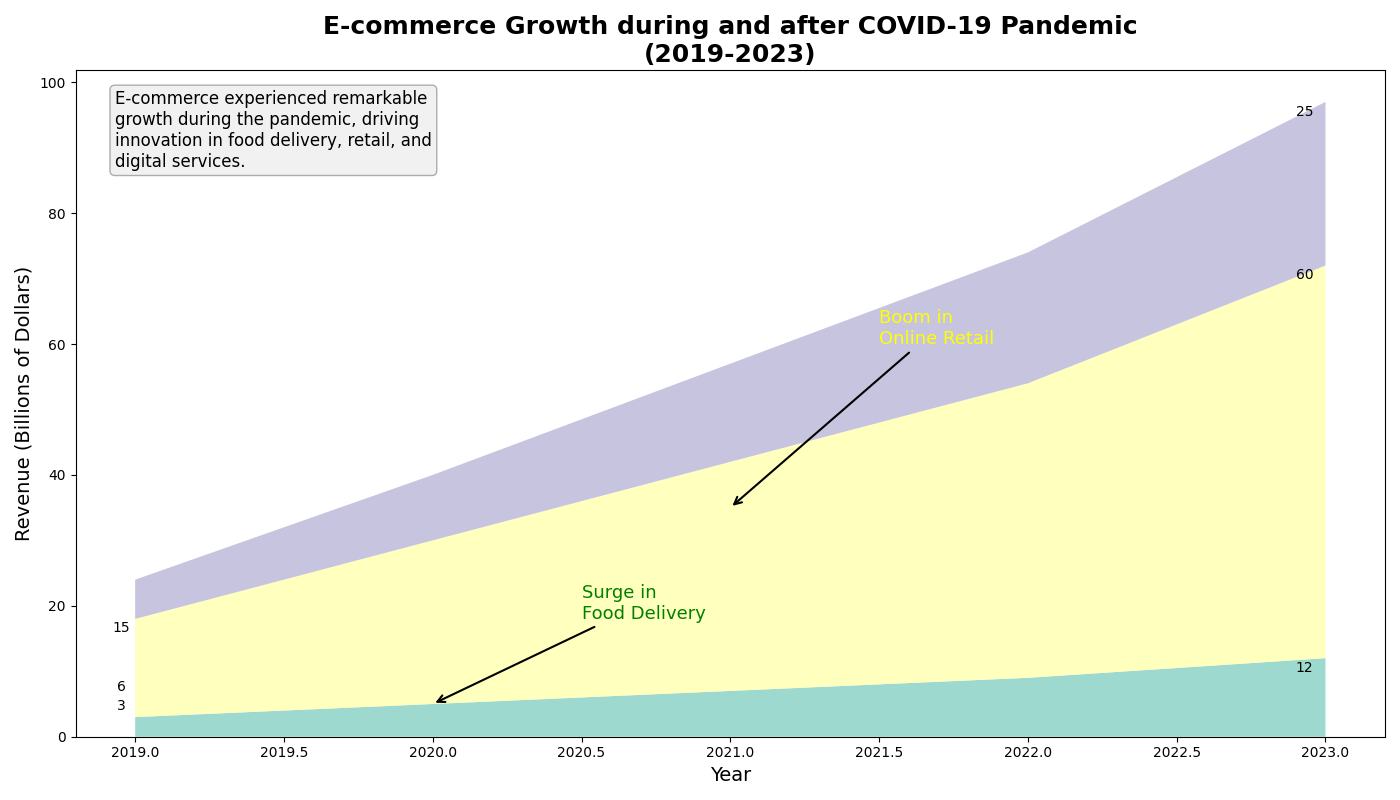 E-commerce Growth during and after COVID-19 Pandemic
(2019-2023)
E-commerce experienced remarkable
growth during the pandemic, driving
innovation in food delivery, retail, and
digital services.
Revenue (Billions of Dollars)
100
80
60
40
20
0
25
60
Boom in
Online Retail
Surge in
Food Delivery
15
6
3
12
2019.0
2019.5
2020.0
2020.5
2021.0
2021.5
2022.0
2022.5
2023.0
Year